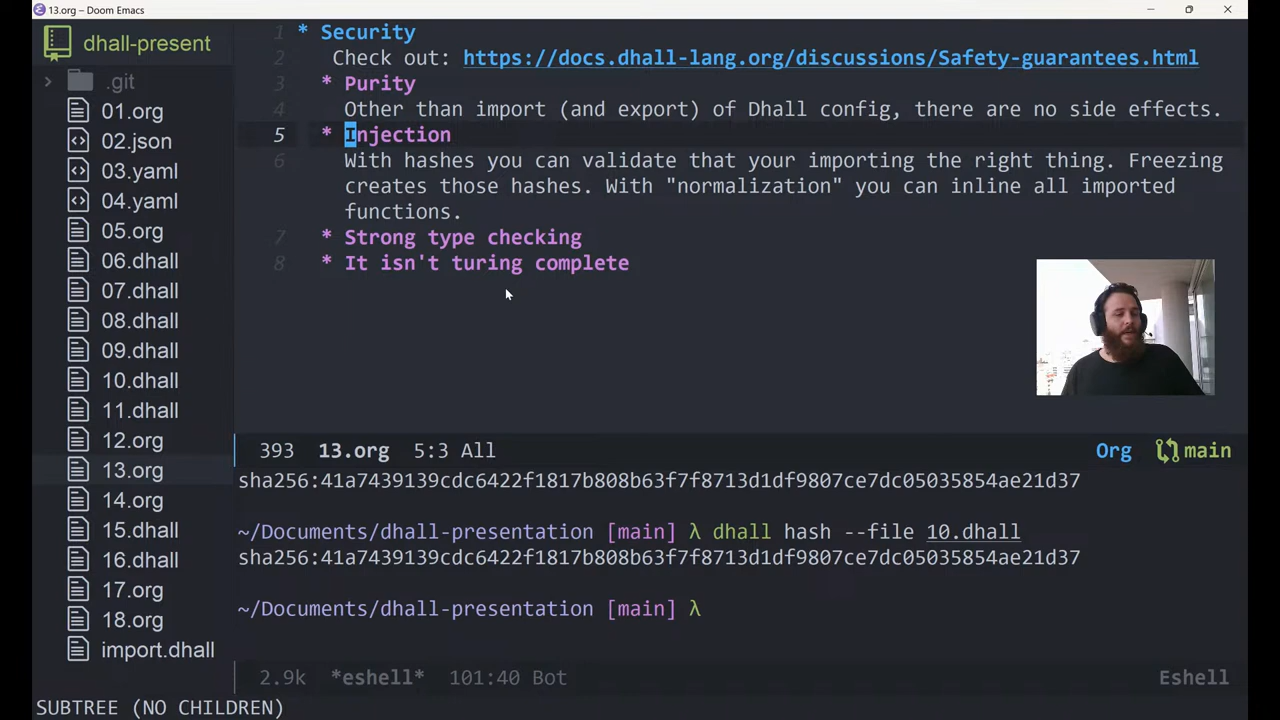 13.org – Doom Emacs
dhall-present
.git
01.org
02.json
03.yaml
04.yaml
05.org
06.dhall
07.dhall
08.dhall
09.dhall
10.dhall
11.dhall
12.org
13.org
14.org
15.dhall
16.dhall
17.org
18.org
import.dhall
1 * Security
2 Check out: https://docs.dhall-lang.org/discussions/Safety-guarantees.html
3 * Purity
4 Other than import (and export) of Dhall config, there are no side effects.
5 * Injection
6 With hashes you can validate that your importing the right thing. Freezing
creates those hashes. With "normalization" you can inline all imported
functions.
7 * Strong type checking
8 * It isn't turing complete
393 13.org 5:3 All Org main
sha256:41a7439139cdc6422f1817b808b63f7f8713d1df9807ce7dc05035854ae21d37
~/Documents/dhall-presentation [main] λ dhall hash --file 10.dhall
sha256:41a7439139cdc6422f1817b808b63f7f8713d1df9807ce7dc05035854ae21d37
~/Documents/dhall-presentation [main] λ
2.9k *eshell* 101:40 Bot Eshell
SUBTREE (NO CHILDREN)